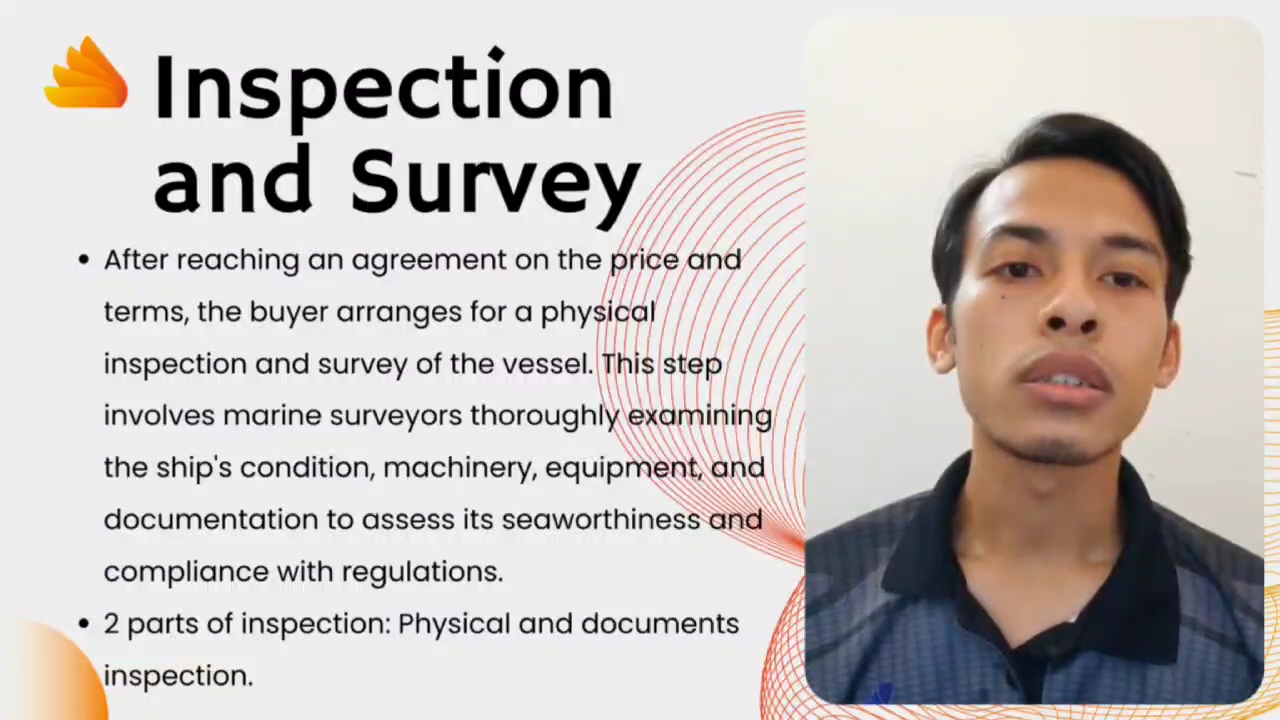 Inspection
and Survey
• After reaching an agreement on the price and
terms, the buyer arranges for a physical
inspection and survey of the vessel. This step
involves marine surveyors thoroughly examining
the ship's condition, machinery, equipment, and
documentation to assess its seaworthiness and
compliance with regulations.
• 2 parts of inspection: Physical and documents
inspection.